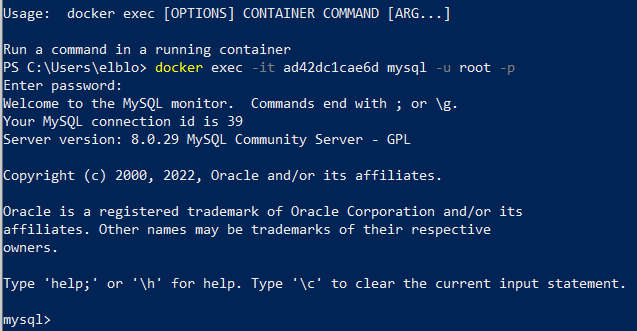 Usage:  docker exec [OPTIONS] CONTAINER COMMAND [ARG...]
Run a command in a running container
PS C:\Users\elblo> docker exec -it ad42dc1cae6d mysql -u root -p
Enter password:
Welcome to the MySQL monitor.  Commands end with ; or \g.
Your MySQL connection id is 39
Server version: 8.0.29 MySQL Community Server - GPL
Copyright (c) 2000, 2022, Oracle and/or its affiliates.
Oracle is a registered trademark of Oracle Corporation and/or its
affiliates. Other names may be trademarks of their respective
owners.
Type 'help;' or '\h' for help. Type '\c' to clear the current input statement.
mysql>